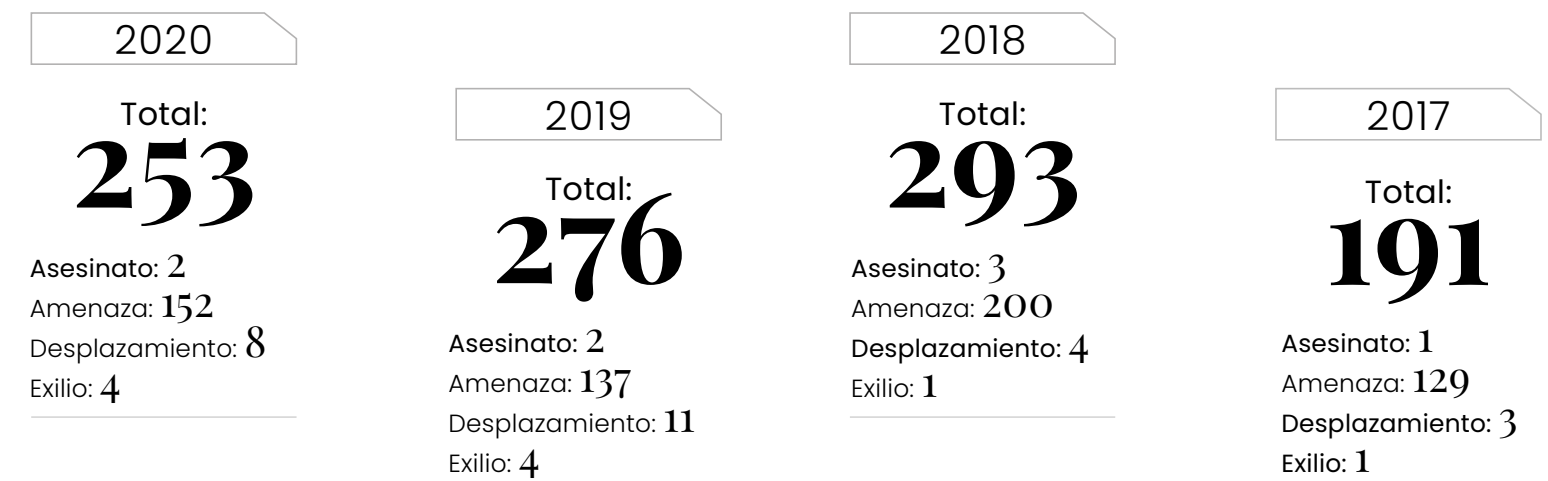 2020
Total:
253
Asesinato: 2
Amenaza: 152
Desplazamiento: 8
Exilio: 4
2019
Total:
276
Asesinato: 2
Amenaza: 137
Desplazamiento: 11
Exilio: 4
2018
Total:
293
Asesinato: 3
Amenaza: 200
Desplazamiento: 4
Exilio: 1
2017
Total:
191
Asesinato: 1
Amenaza: 129
Desplazamiento: 3
Exilio: 1